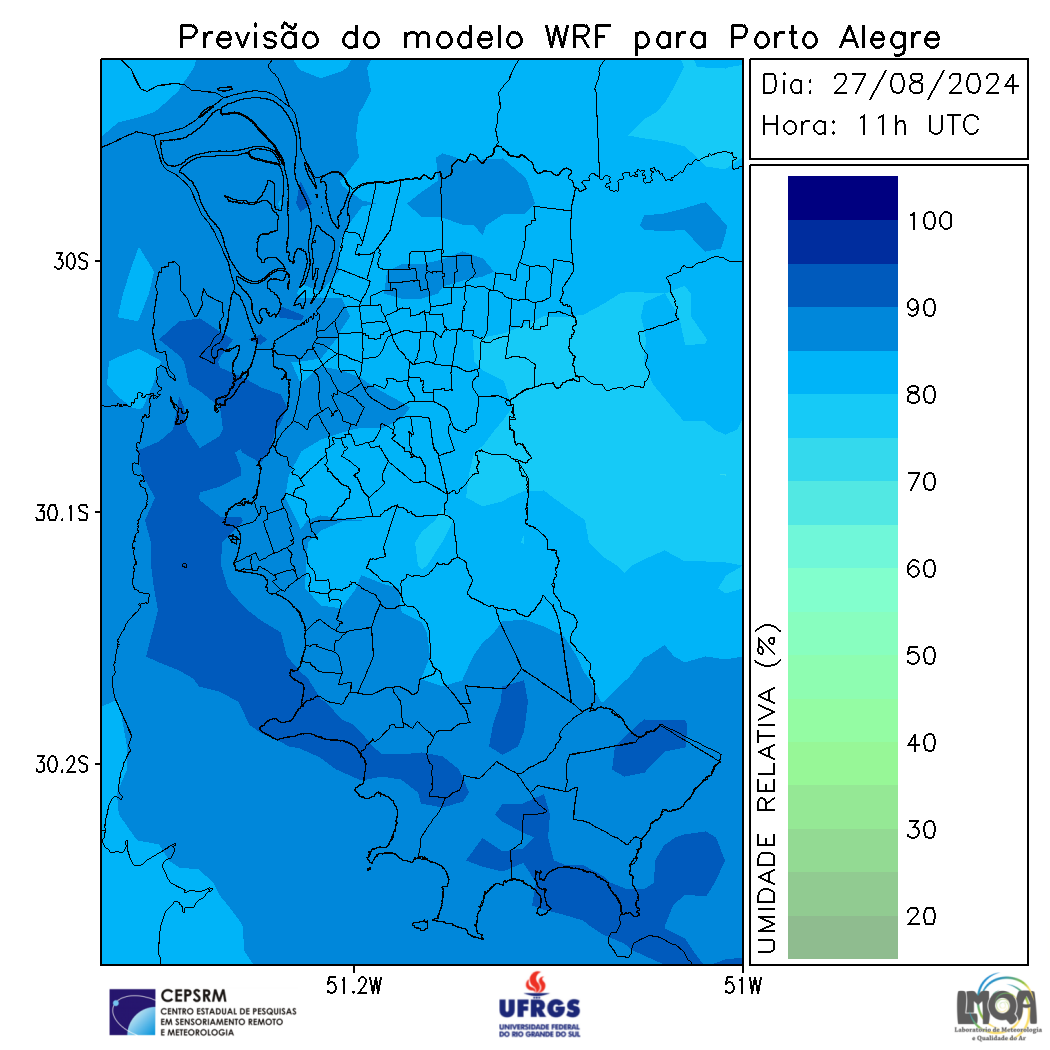 Previsão do modelo WRF para Porto Alegre
Dia: 27/08/2024
Hora: 11h UTC
100
90
80
70
60
50
40
30
20
UMIDADE RELATIVA (%)
30S
30.1S
30.2S
51.2W
51W
CEPSRM
CENTRO ESTADUAL DE PESQUISAS
EM SENSORIAMENTO REMOTO
E METEOROLOGIA
UFRGS
UNIVERSIDADE FEDERAL
DO RIO GRANDE DO SUL
LMQA
Laboratório de Meteorologia
e Qualidade do Ar